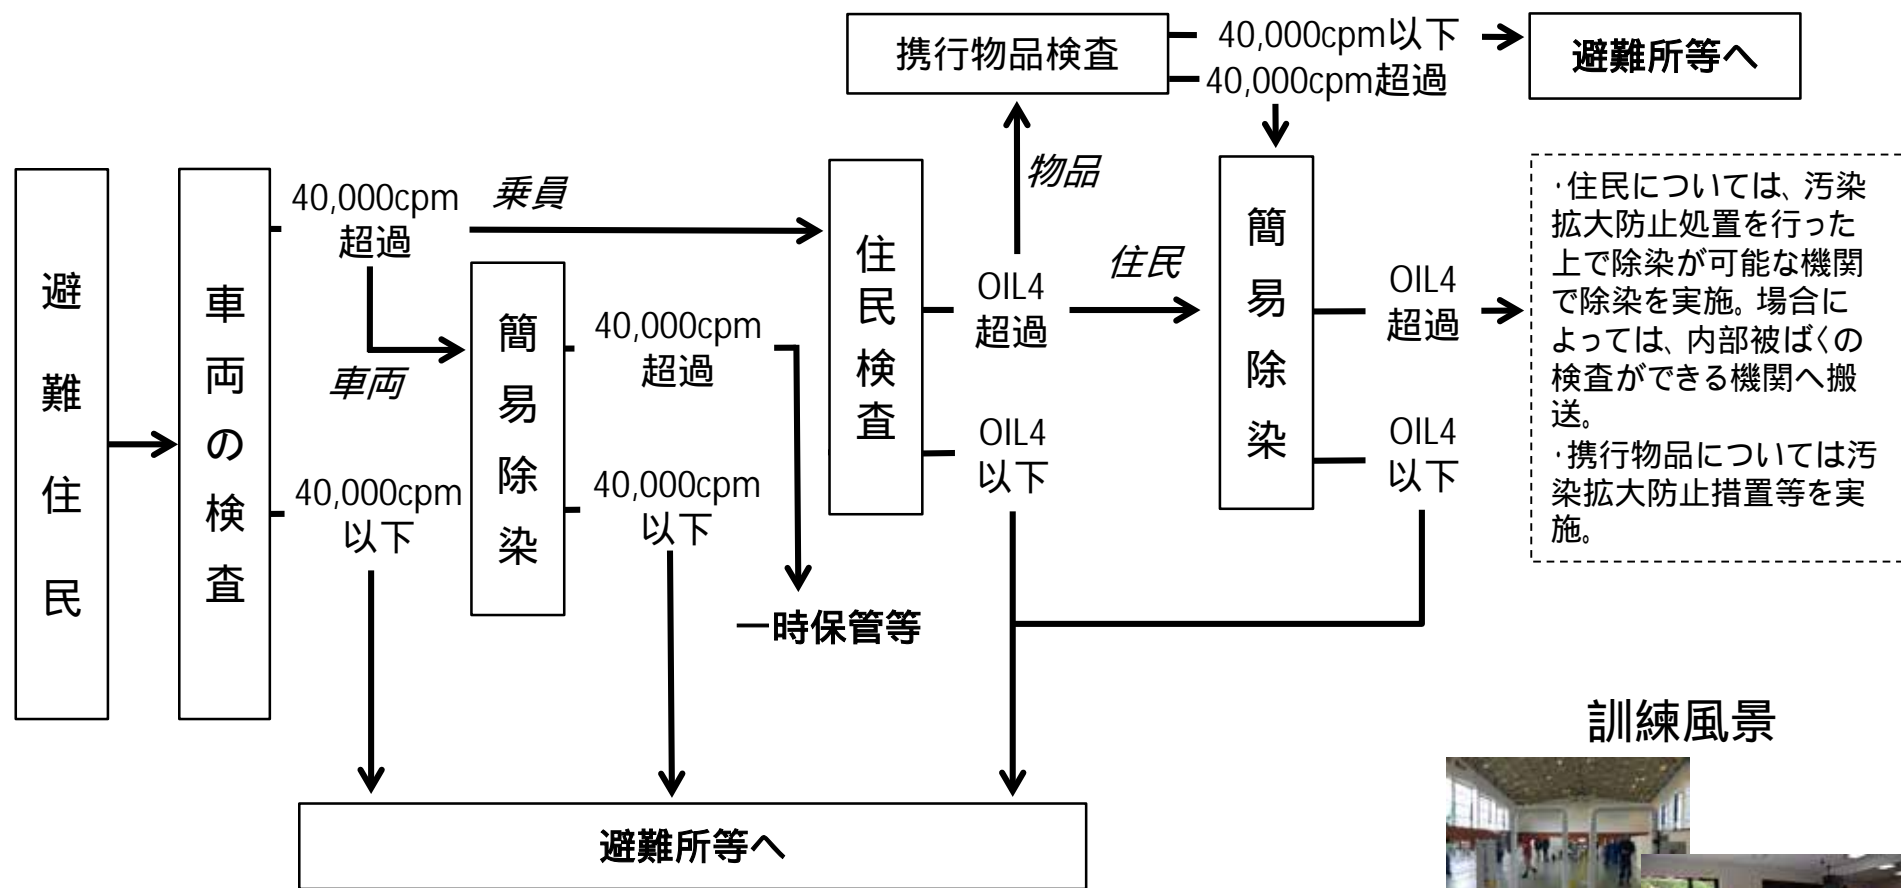 避難住民
車両の検査
40,000cpm
超過
乗員
車両
40,000cpm
以下
簡易除染
40,000cpm
超過
40,000cpm
以下
一時保管等
住民検査
OIL4
超過
物品
住民
OIL4
以下
携行物品検査
40,000cpm以下
40,000cpm超過
避難所等へ
簡易除染
OIL4
超過
OIL4
以下
・住民については、汚染
拡大防止処置を行った
上で除染が可能な機関
で除染を実施。場合に
よっては、内部被ばくの
検査ができる機関へ搬
送。
・携行物品については汚
染拡大防止措置等を実
施。
避難所等へ
訓練風景